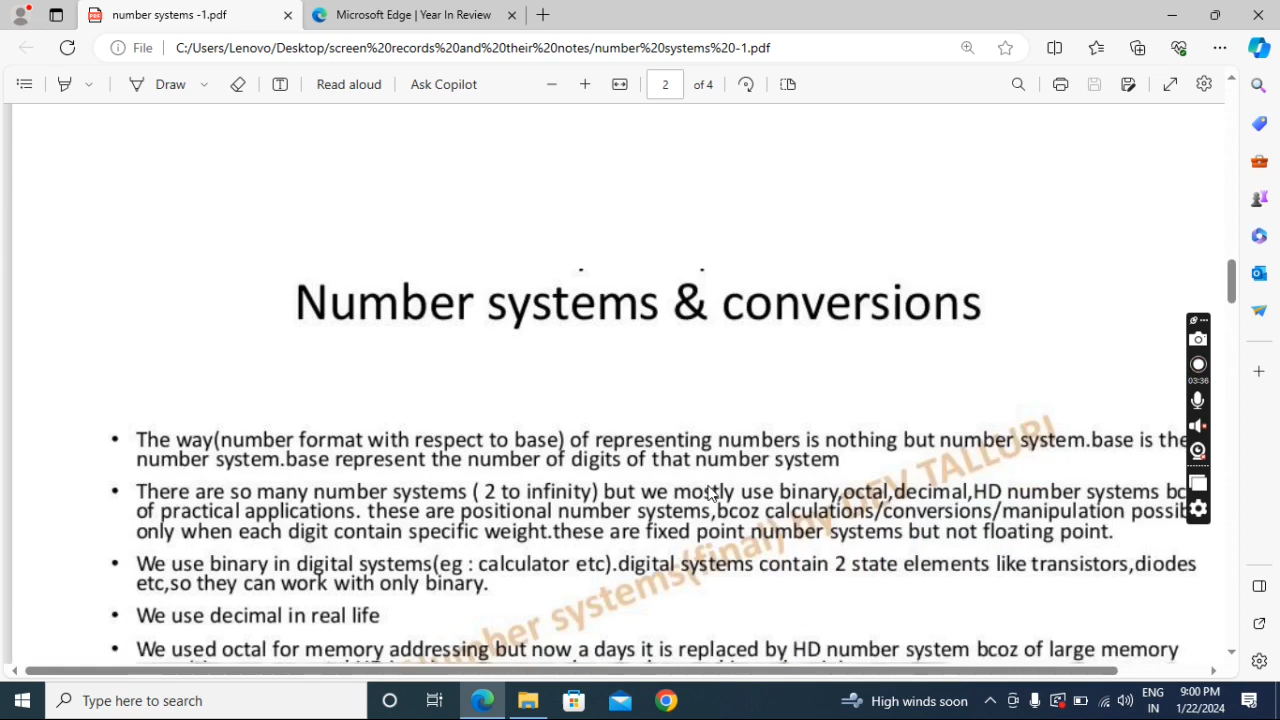 number systems -1.pdf
Microsoft Edge | Year In Review
File
C:/Users/Lenovo/Desktop/screen%20records%20and%20their%20notes/number%20systems%20-1.pdf
Draw
Read aloud
Ask Copilot
2 of 4
Number systems & conversions
• The way(number format with respect to base) of representing numbers is nothing but number system.base is the
number system.base represent the number of digits of that number system
• There are so many number systems ( 2 to infinity) but we mostly use binary,octal,decimal,HD number systems bc
of practical applications. these are positional number systems,bcoz calculations/conversions/manipulation possib
only when each digit contain specific weight.these are fixed point number systems but not floating point.
• We use binary in digital systems(eg : calculator etc).digital systems contain 2 state elements like transistors,diodes
etc,so they can work with only binary.
• We use decimal in real life
• We used octal for memory addressing but now a days it is replaced by HD number system bcoz of large memory
number systems(final) by DEV TALLURI
03:36
Type here to search
High winds soon
ENG
IN
9:00 PM
1/22/2024